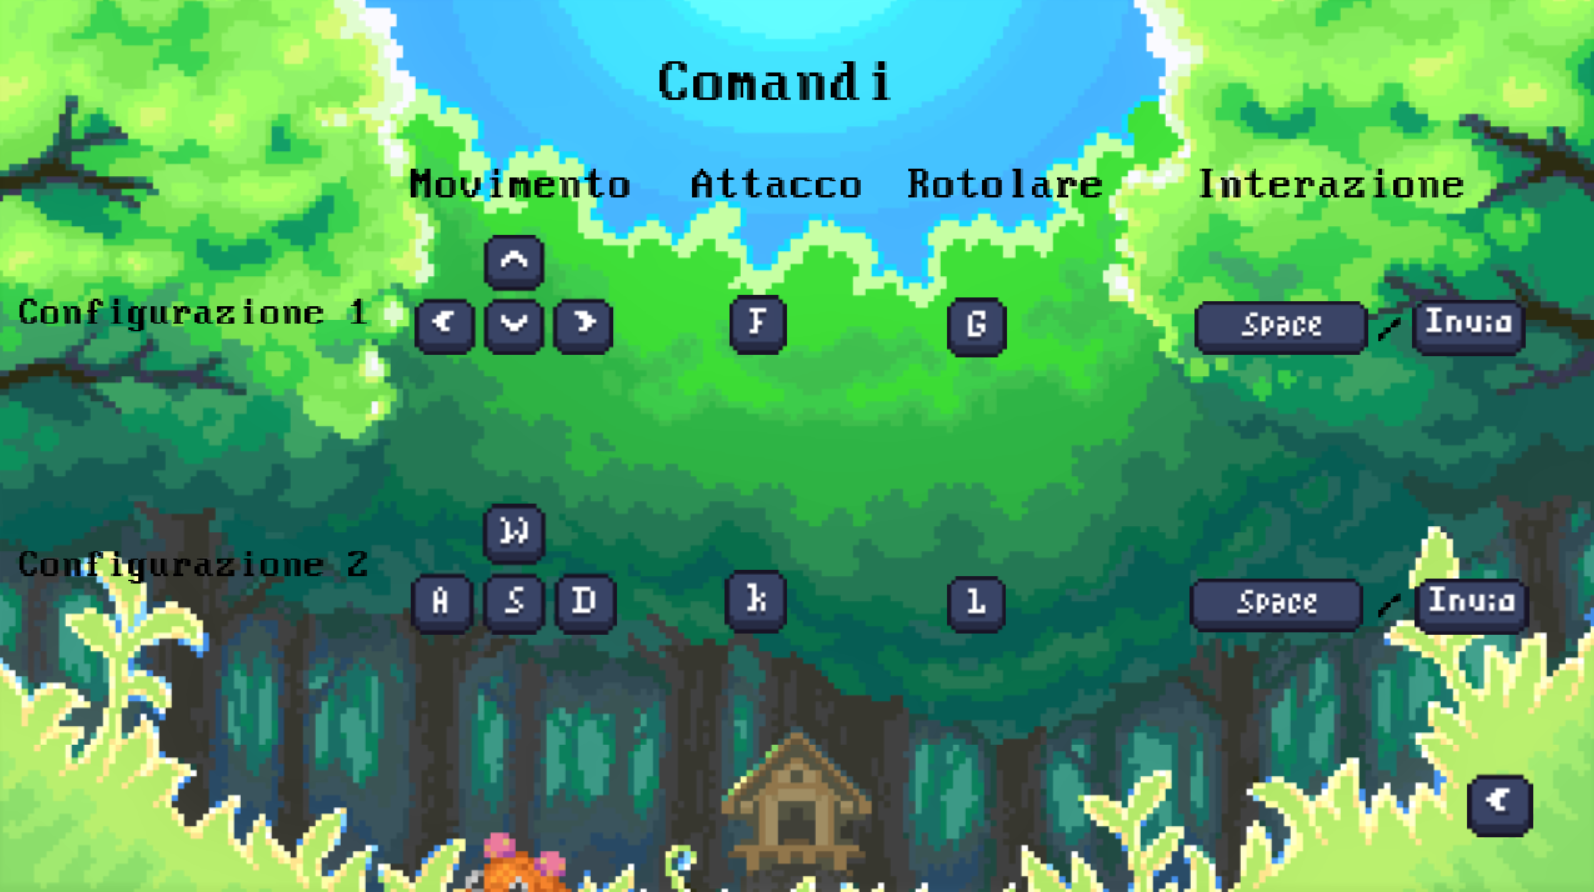 Comandi
Movimento Attacco Rotolare Interazione
Configurazione 1 F G Space / Invio
Configurazione 2 W
A S D k L Space / Invio